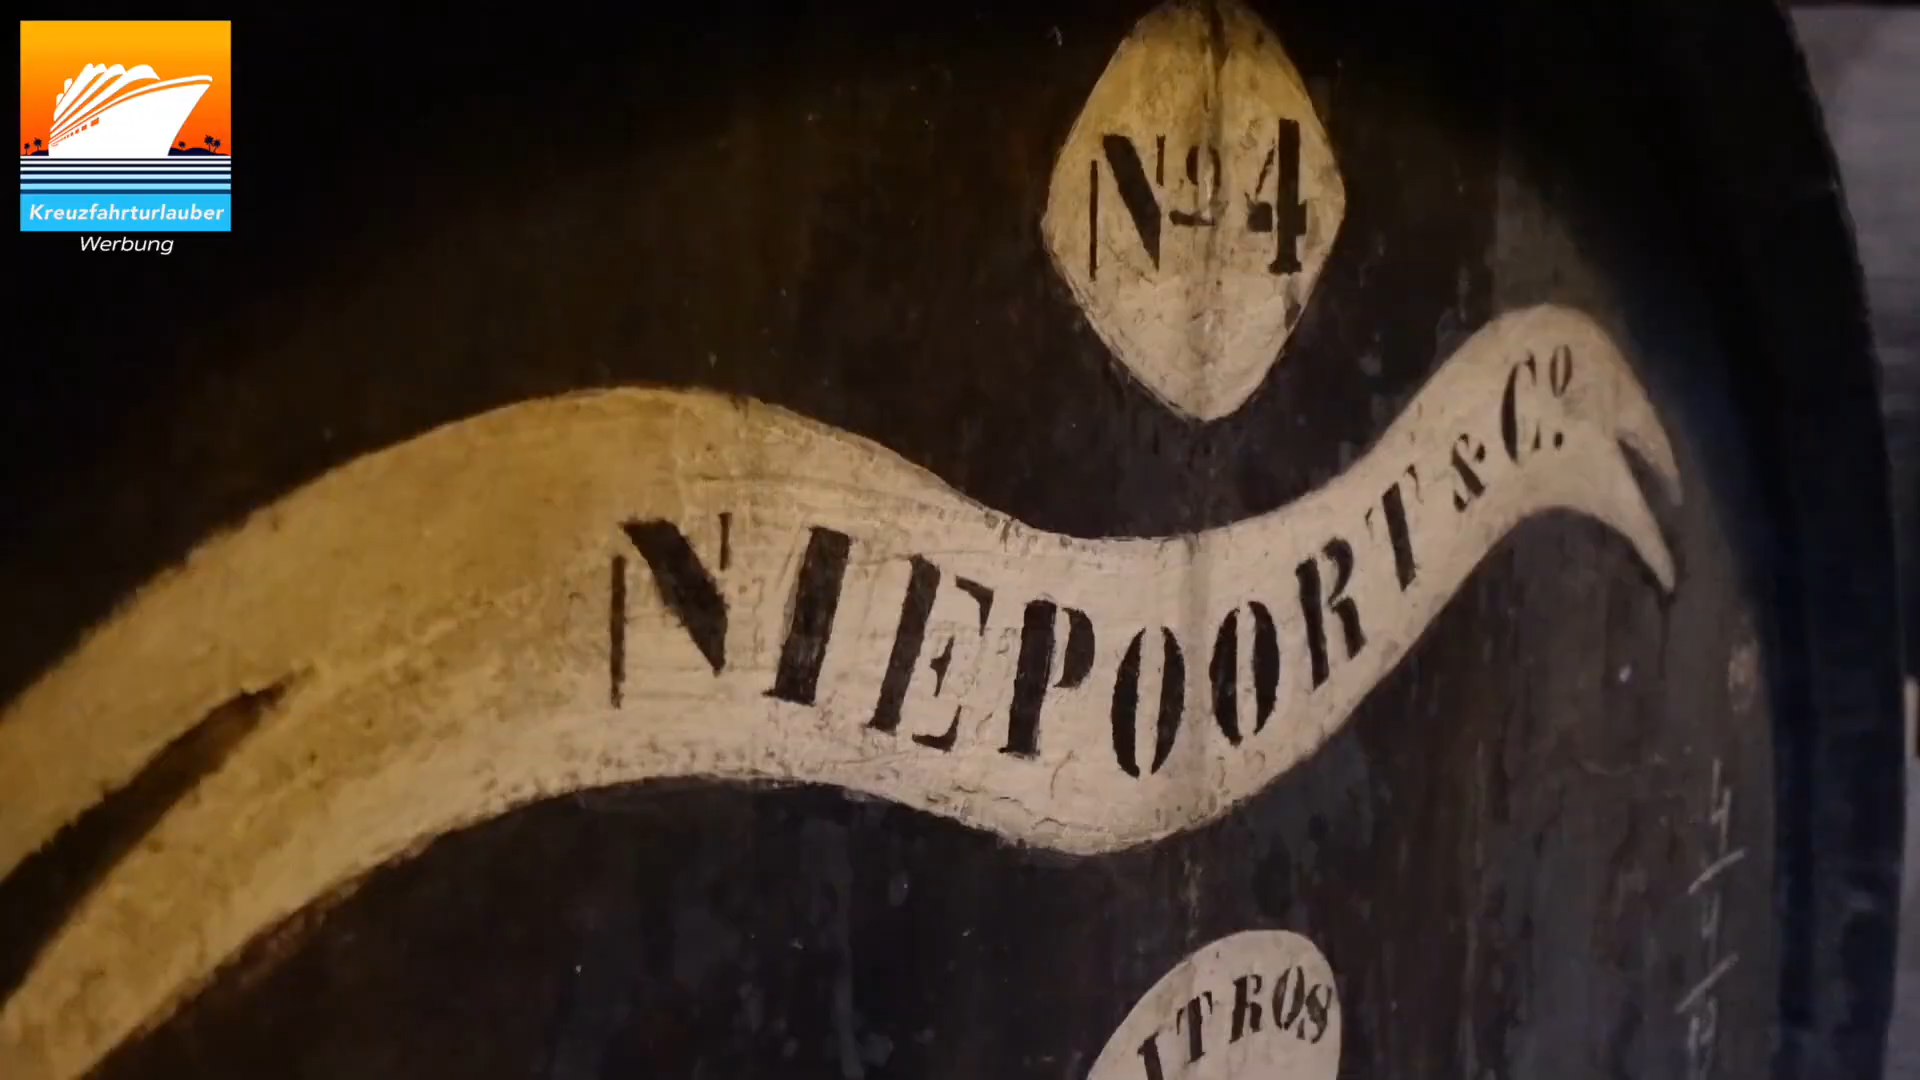 Kreuzfahrturlauber
Werbung
Nº4
NIEPOORT & Cº.
ITROS